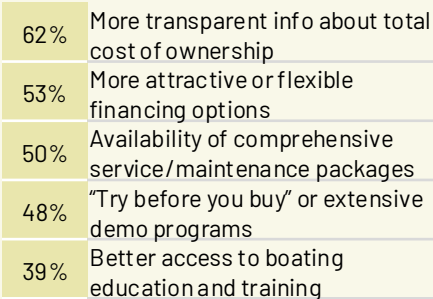 62% More transparent info about total
cost of ownership
53% More attractive or flexible
financing options
50% Availability of comprehensive
service/maintenance packages
48% “Try before you buy” or extensive
demo programs
39% Better access to boating
education and training